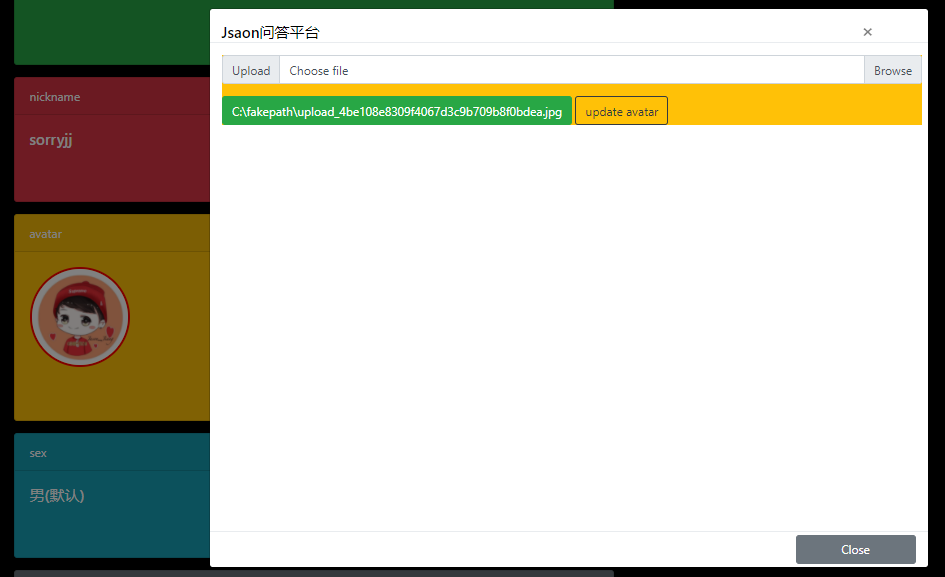 Jsaon问答平台
×
Upload
Choose file
Browse
C:\fakepath\upload_4be108e8309f4067d3c9b709b8f0bdea.jpg
update avatar
nickname
sorryjj
avatar
sex
男(默认)
Close